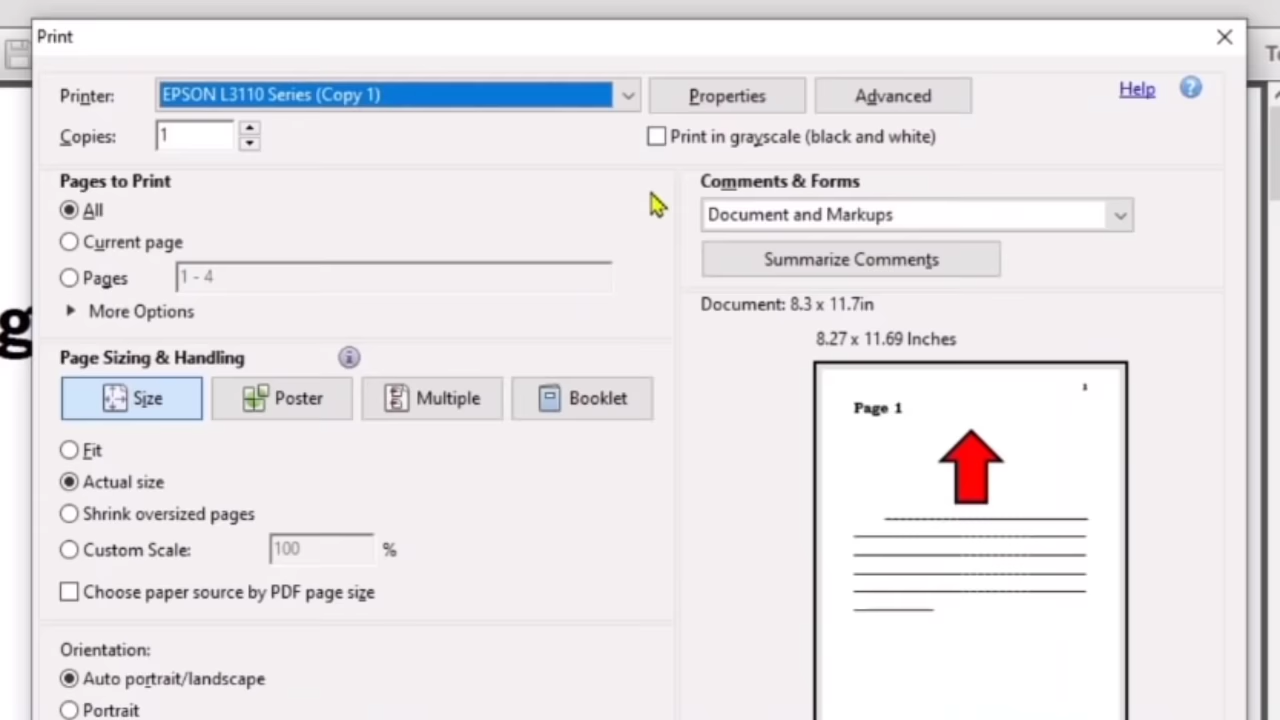 Print
Printer: EPSON L3110 Series (Copy 1) Properties Advanced Help ?
Copies: 1 Print in grayscale (black and white)
Pages to Print
All
Current page
Pages 1 - 4
More Options
Comments & Forms
Document and Markups
Summarize Comments
Page Sizing & Handling i
Size Poster Multiple Booklet
Fit
Actual size
Shrink oversized pages
Custom Scale: 100 %
Choose paper source by PDF page size
Orientation:
Auto portrait/landscape
Portrait
Document: 8.3 x 11.7in
8.27 x 11.69 Inches
1
Page 1
g